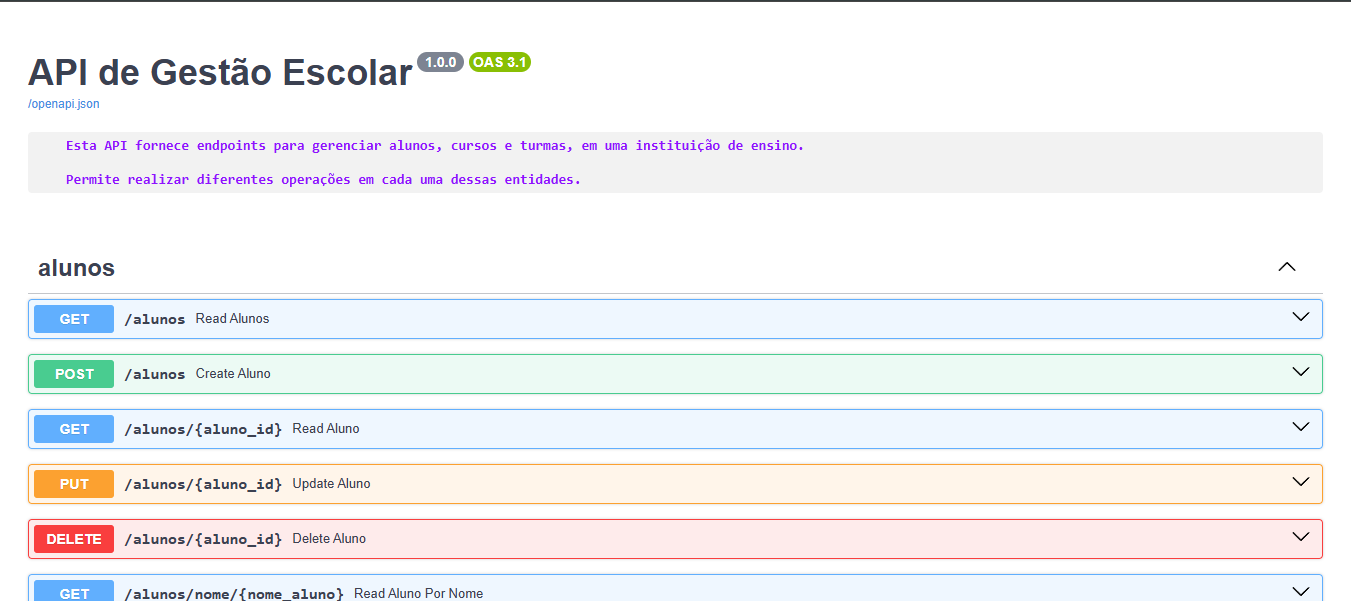 API de Gestão Escolar 1.0.0 OAS 3.1
/openapi.json
Esta API fornece endpoints para gerenciar alunos, cursos e turmas, em uma instituição de ensino.
Permite realizar diferentes operações em cada uma dessas entidades.
alunos
GET /alunos Read Alunos
POST /alunos Create Aluno
GET /alunos/{aluno_id} Read Aluno
PUT /alunos/{aluno_id} Update Aluno
DELETE /alunos/{aluno_id} Delete Aluno
GET /alunos/nome/{nome_aluno} Read Aluno Por Nome